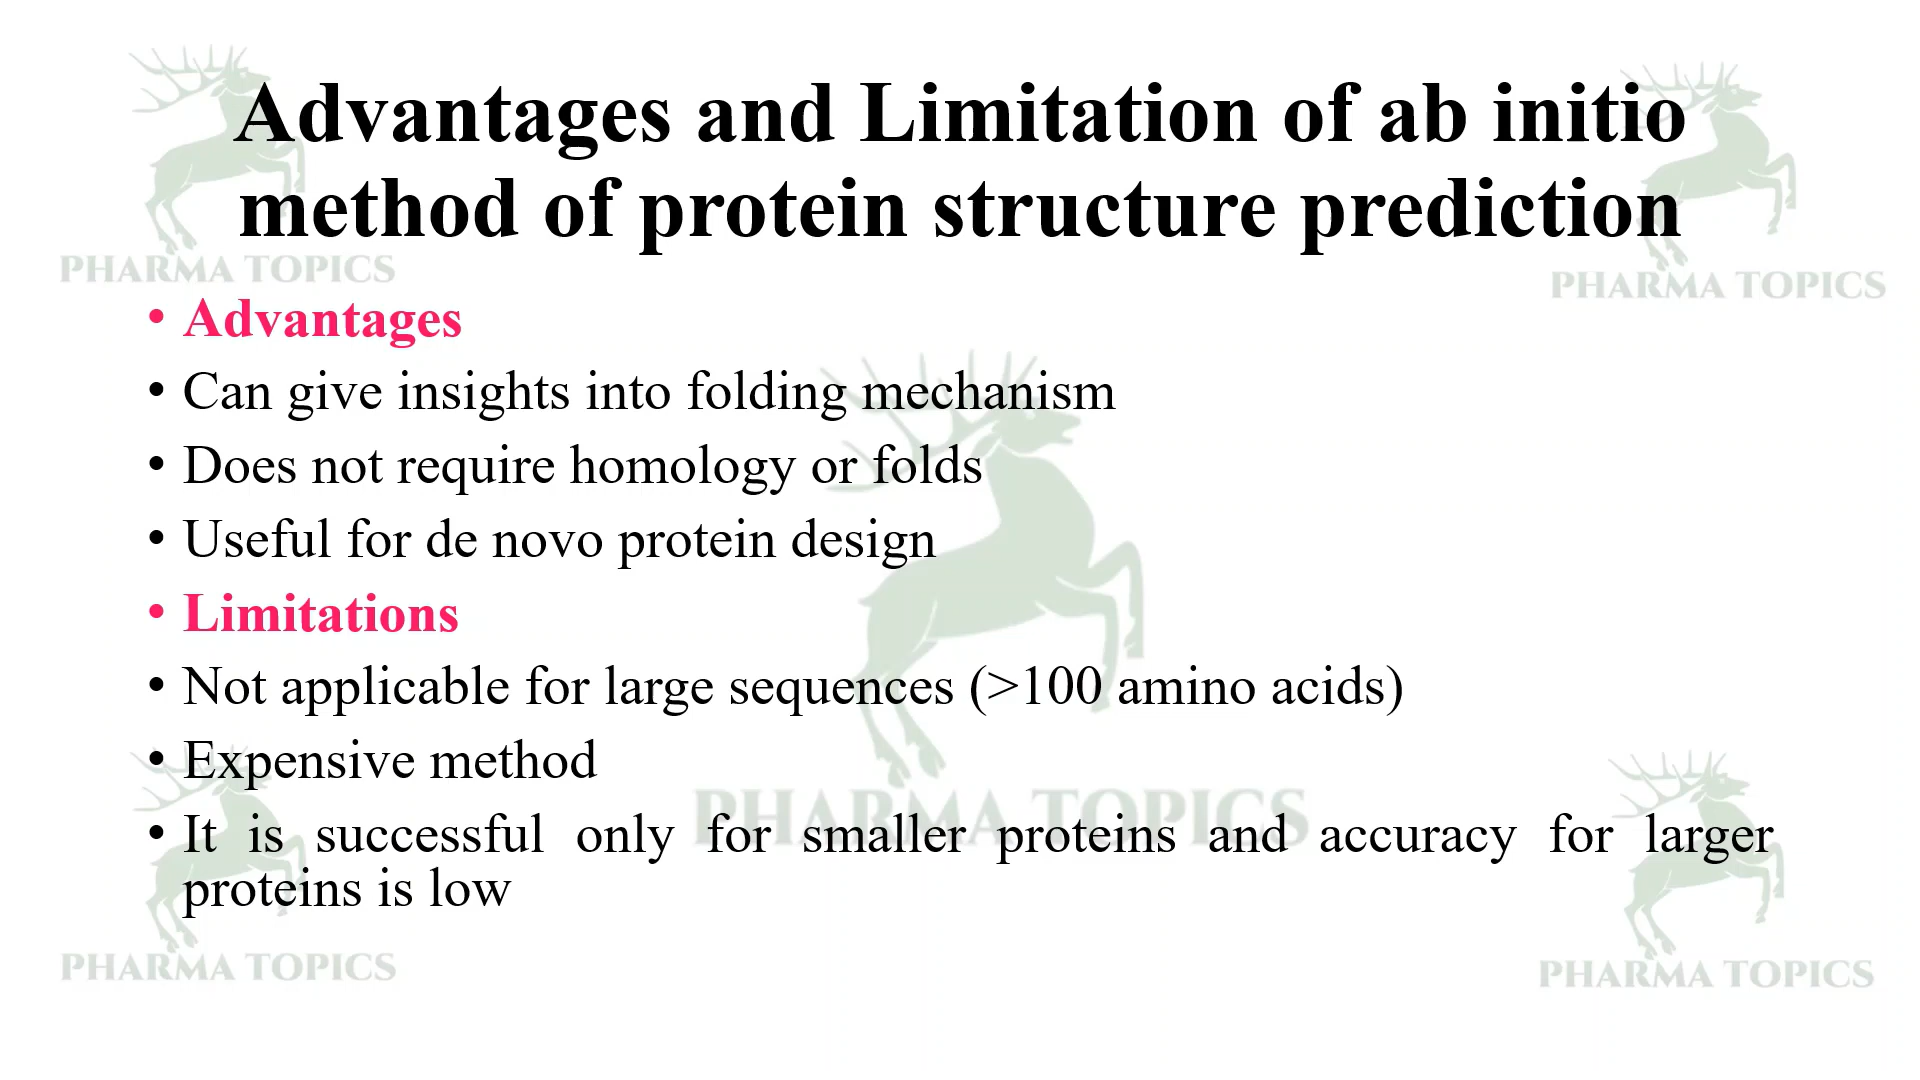 Advantages and Limitation of ab initio
method of protein structure prediction
PHARMA TOPICS
PHARMA TOPICS
• Advantages
• Can give insights into folding mechanism
• Does not require homology or folds
• Useful for de novo protein design
• Limitations
• Not applicable for large sequences (>100 amino acids)
• Expensive method
PHARMA TOPICS
• It is successful only for smaller proteins and accuracy for larger
proteins is low
PHARMA TOPICS
PHARMA TOPICS